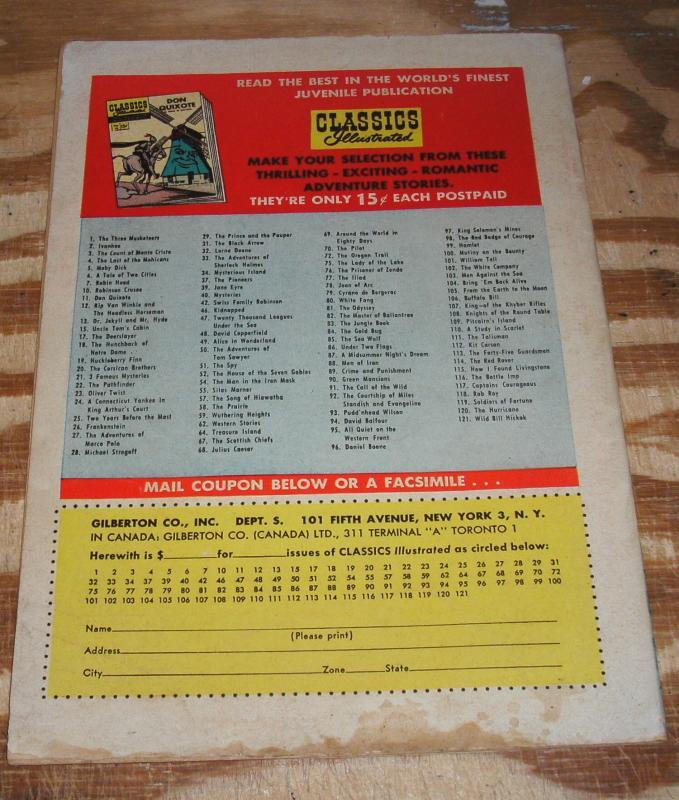 READ THE BEST IN THE WORLD'S FINEST
JUVENILE PUBLICATION
CLASSICS
Illustrated
DON
QUIXOTE
CLASSICS
Illustrated
MAKE YOUR SELECTION FROM THESE
THRILLING - EXCITING - ROMANTIC
ADVENTURE STORIES.
THEY'RE ONLY 15¢ EACH POSTPAID
1. The Three Musketeers
2. Ivanhoe
3. The Count of Monte Cristo
4. The Last of the Mohicans
5. Moby Dick
6. A Tale of Two Cities
7. Robin Hood
10. Robinson Crusoe
11. Don Quixote
12. Rip Van Winkle and
The Headless Horseman
13. Dr. Jekyll and Mr. Hyde
15. Uncle Tom's Cabin
17. The Deerslayer
18. The Hunchback of
Notre Dame
19. Huckleberry Finn
20. The Corsican Brothers
21. 3 Famous Mysteries
22. The Pathfinder
23. Oliver Twist
24. A Connecticut Yankee in
King Arthur's Court
25. Two Years Before the Mast
26. Frankenstein
27. The Adventures of
Marco Polo
28. Michael Strogoff
29. The Prince and the Pauper
31. The Black Arrow
32. Lorna Doone
33. The Adventures of
Sherlock Holmes
34. Mysterious Island
37. The Pioneers
39. Jane Eyre
40. Mysteries
42. Swiss Family Robinson
46. Kidnapped
47. Twenty Thousand Leagues
Under the Sea
48. David Copperfield
49. Alice in Wonderland
50. The Adventures of
Tom Sawyer
51. The Spy
52. The House of the Seven Gables
54. The Man in the Iron Mask
55. Silas Marner
57. The Song of Hiawatha
58. The Prairie
59. Wuthering Heights
62. Western Stories
64. Treasure Island
67. The Scottish Chiefs
68. Julius Caesar
69. Around the World in
Eighty Days
70. The Pilot
72. The Oregon Trail
75. The Lady of the Lake
76. The Prisoner of Zenda
77. The Iliad
78. Joan of Arc
79. Cyrano de Bergerac
80. White Fang
81. The Odyssey
82. The Master of Ballantrae
83. The Jungle Book
84. The Gold Bug
85. The Sea Wolf
86. Under Two Flags
87. A Midsummer Night's Dream
88. Men of Iron
89. Crime and Punishment
90. Green Mansions
91. The Call of the Wild
92. The Courtship of Miles
Standish and Evangeline
93. Pudd'nhead Wilson
94. David Balfour
95. All Quiet on the
Western Front
96. Daniel Boone
97. King Solomon's Mines
98. The Red Badge of Courage
99. Hamlet
100. Mutiny on the Bounty
101. William Tell
102. The White Company
103. Men Against the Sea
104. Bring 'Em Back Alive
105. From the Earth to the Moon
106. Buffalo Bill
107. King—of the Khyber Rifles
108. Knights of the Round Table
109. Pitcairn's Island
110. A Study in Scarlet
111. The Talisman
112. Kit Carson
113. The Forty-Five Guardsmen
114. The Red Rover
115. How I Found Livingstone
116. The Bottle Imp
117. Captains Courageous
118. Rob Roy
119. Soldiers of Fortune
120. The Hurricane
121. Wild Bill Hickok
MAIL COUPON BELOW OR A FACSIMILE . . .
GILBERTON CO., INC. DEPT. S. 101 FIFTH AVENUE, NEW YORK 3, N. Y.
IN CANADA: GILBERTON CO. (CANADA) LTD., 311 TERMINAL "A" TORONTO 1
Herewith is $ for issues of CLASSICS Illustrated as circled below:
1 2 3 4 5 6 7 10 11 12 13 15 17 18 19 20 21 22 23 24 25 26 27 28 29 31
32 33 34 37 39 40 42 46 47 48 49 50 51 52 54 55 57 58 59 62 64 67 68 69 70 72
75 76 77 78 79 80 81 82 83 84 85 86 87 88 89 90 91 92 93 94 95 96 97 98 99 100
101 102 103 104 105 106 107 108 109 110 111 112 113 114 115 116 117 118 119 120 121
Name
(Please print)
Address
City Zone State